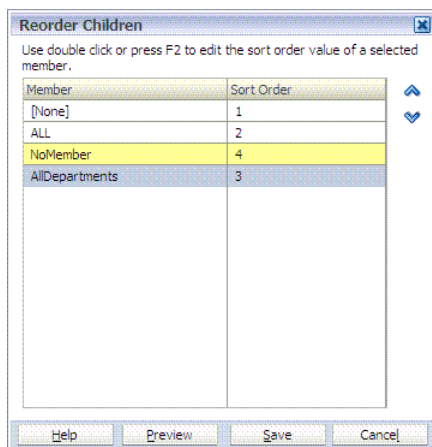 Reorder Children
Use double click or press F2 to edit the sort order value of a selected
member.
Member Sort Order
[None] 1
ALL 2
NoMember 4
AllDepartments 3
Help Preview Save Cancel